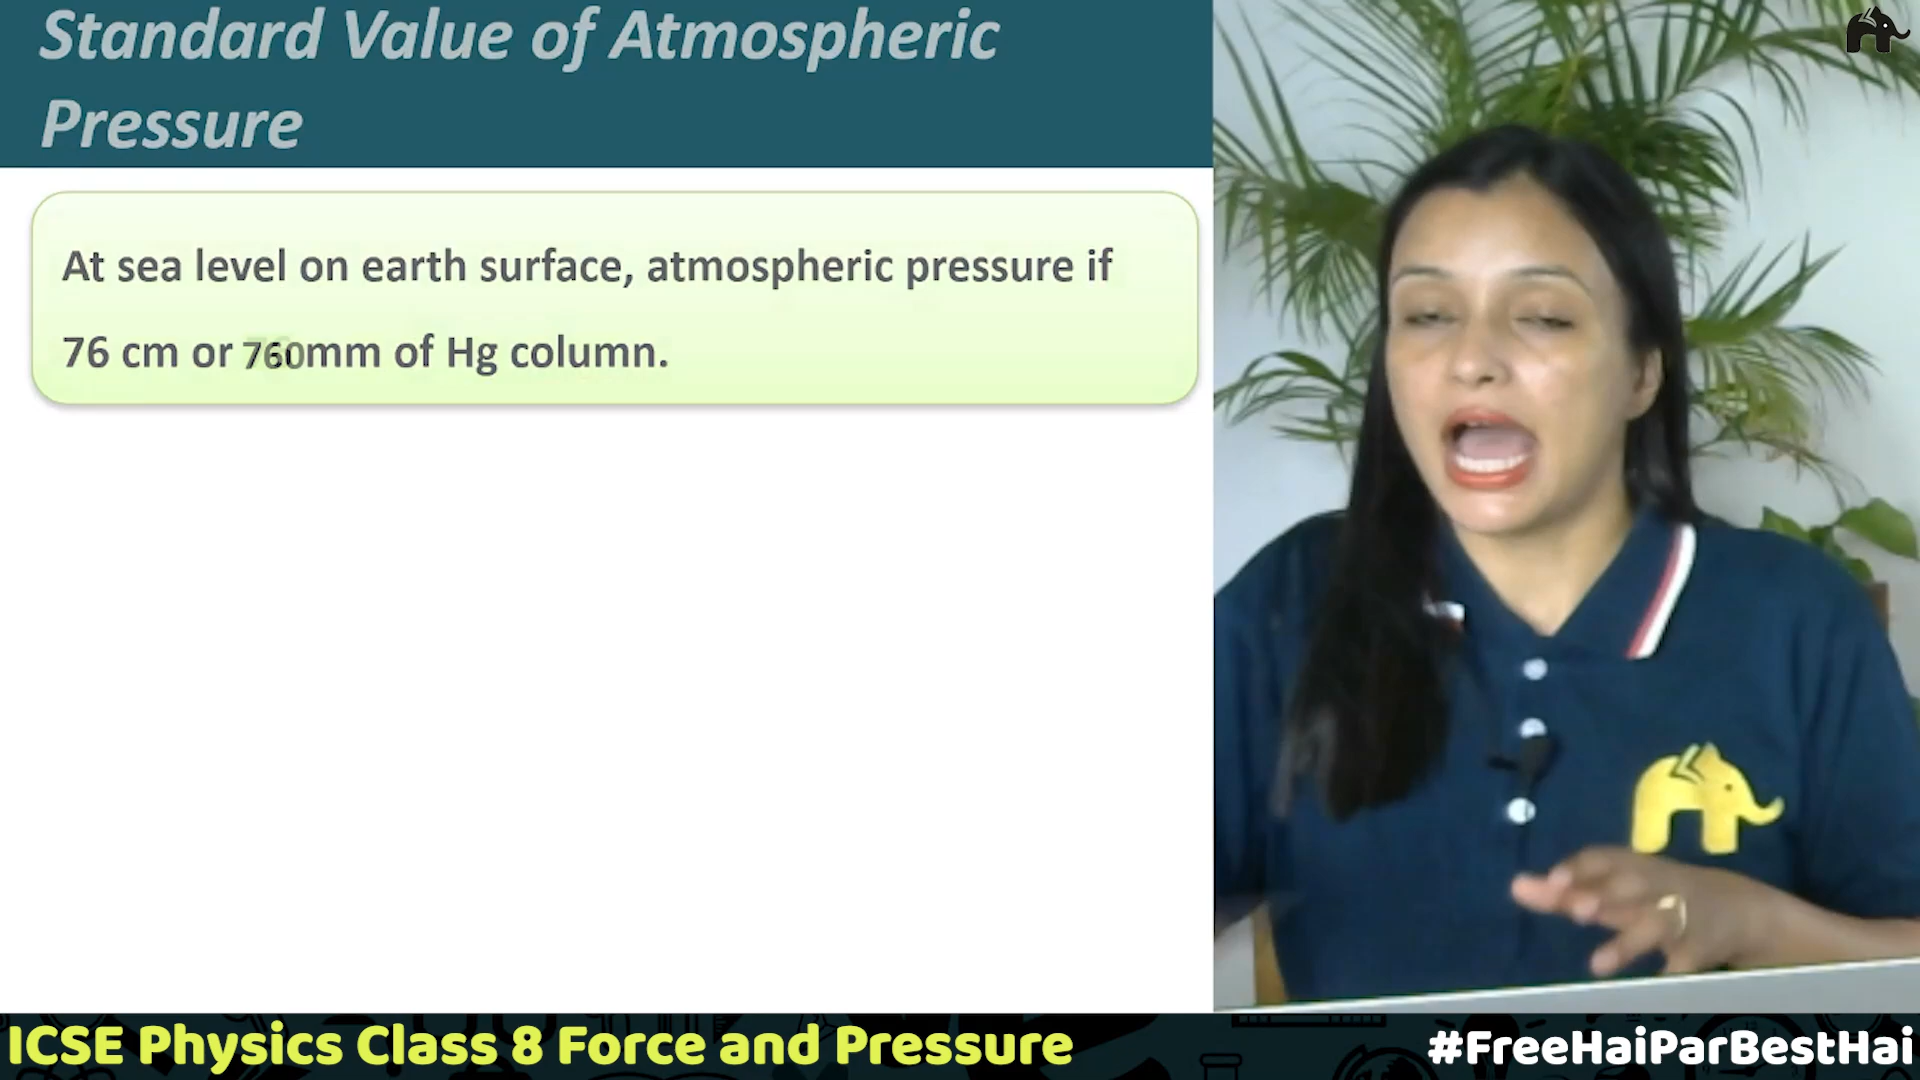 Standard Value of Atmospheric
Pressure
At sea level on earth surface, atmospheric pressure if
76 cm or 760mm of Hg column.
ICSE Physics Class 8 Force and Pressure
#FreeHaiParBestHai